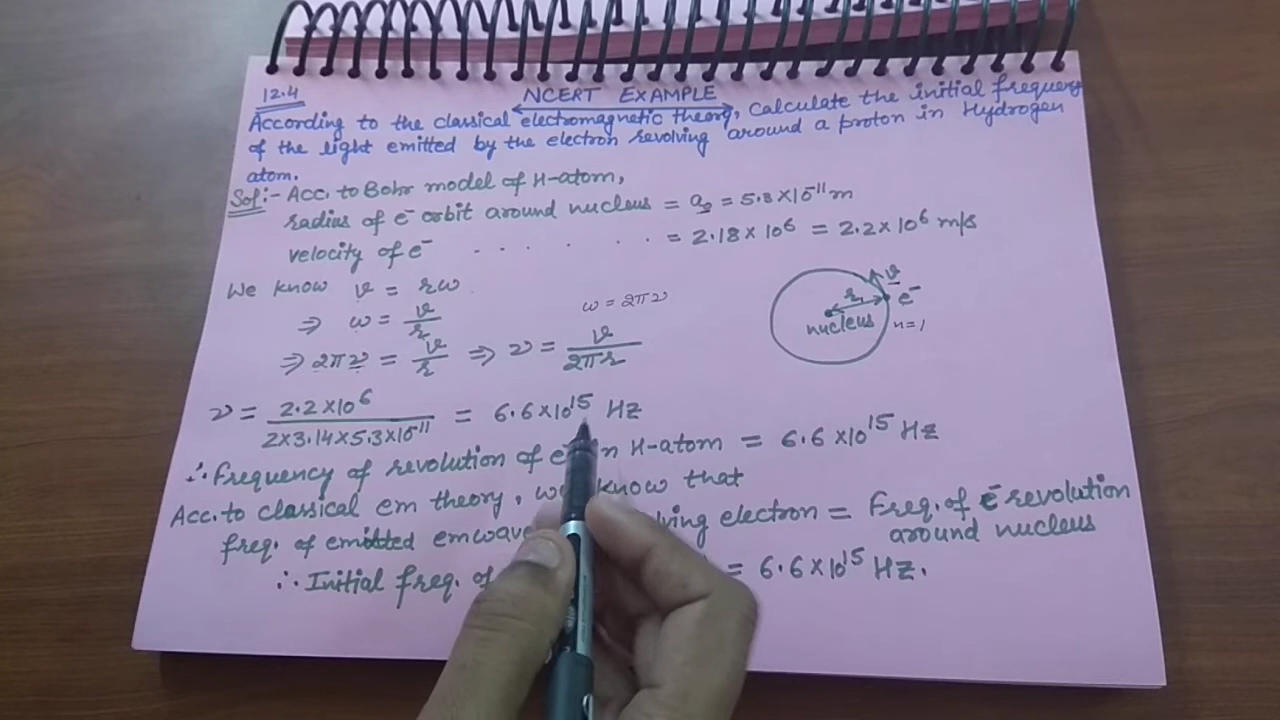 12.4 NCERT EXAMPLE
According to the classical electromagnetic theory, calculate the initial frequency
of the light emitted by the electron revolving around a proton in Hydrogen
atom.
Sol:- Acc. to Bohr model of H-atom,
radius of e⁻ orbit around nucleus = a₀ = 5.3×10⁻¹¹ m
velocity of e⁻ . . . . . . . = 2.18×10⁶ = 2.2×10⁶ m/s
We know v = rω
⇒ ω = v/r
ω = 2πν
⇒ 2πν = v/r ⇒ ν = v/2πr
v
r₁
e⁻
nucleus
n=1
ν = 2.2×10⁶ / 2×3.14×5.3×10⁻¹¹ = 6.6×10¹⁵ Hz
∴ Frequency of revolution of e⁻ H-atom = 6.6×10¹⁵ Hz
Acc. to classical em theory, know that
freq. of emitted em electron = Freq. of e⁻ revolution
around nucleus
∴ Initial freq. of = 6.6×10¹⁵ Hz.